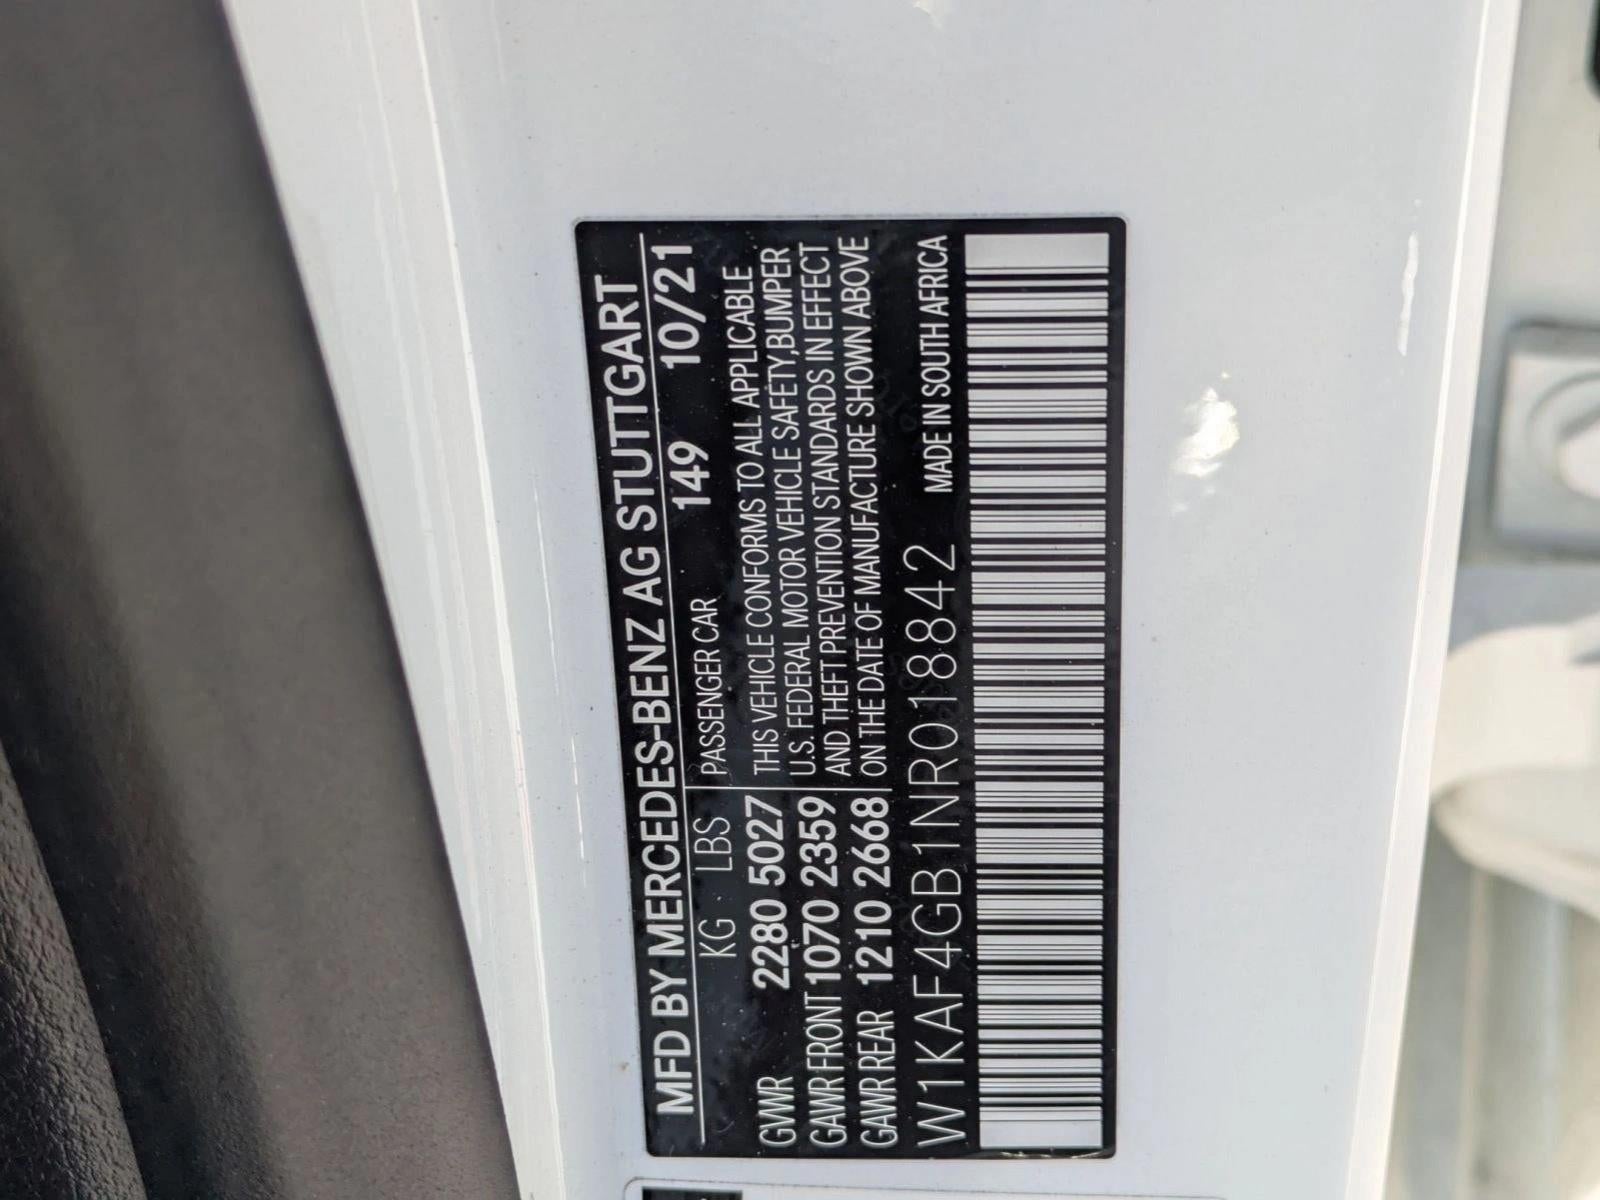 MFD BY MERCEDES-BENZ AG STUTTGART
149 10/21
KG LBS
PASSENGER CAR
GVWR 2280 5027
GAWR FRONT 1070 2359
GAWR REAR 1210 2668
THIS VEHICLE CONFORMS TO ALL APPLICABLE
U.S. FEDERAL MOTOR VEHICLE SAFETY,BUMPER
AND THEFT PREVENTION STANDARDS IN EFFECT
ON THE DATE OF MANUFACTURE SHOWN ABOVE
W1KAF4GB1NR018842
MADE IN SOUTH AFRICA